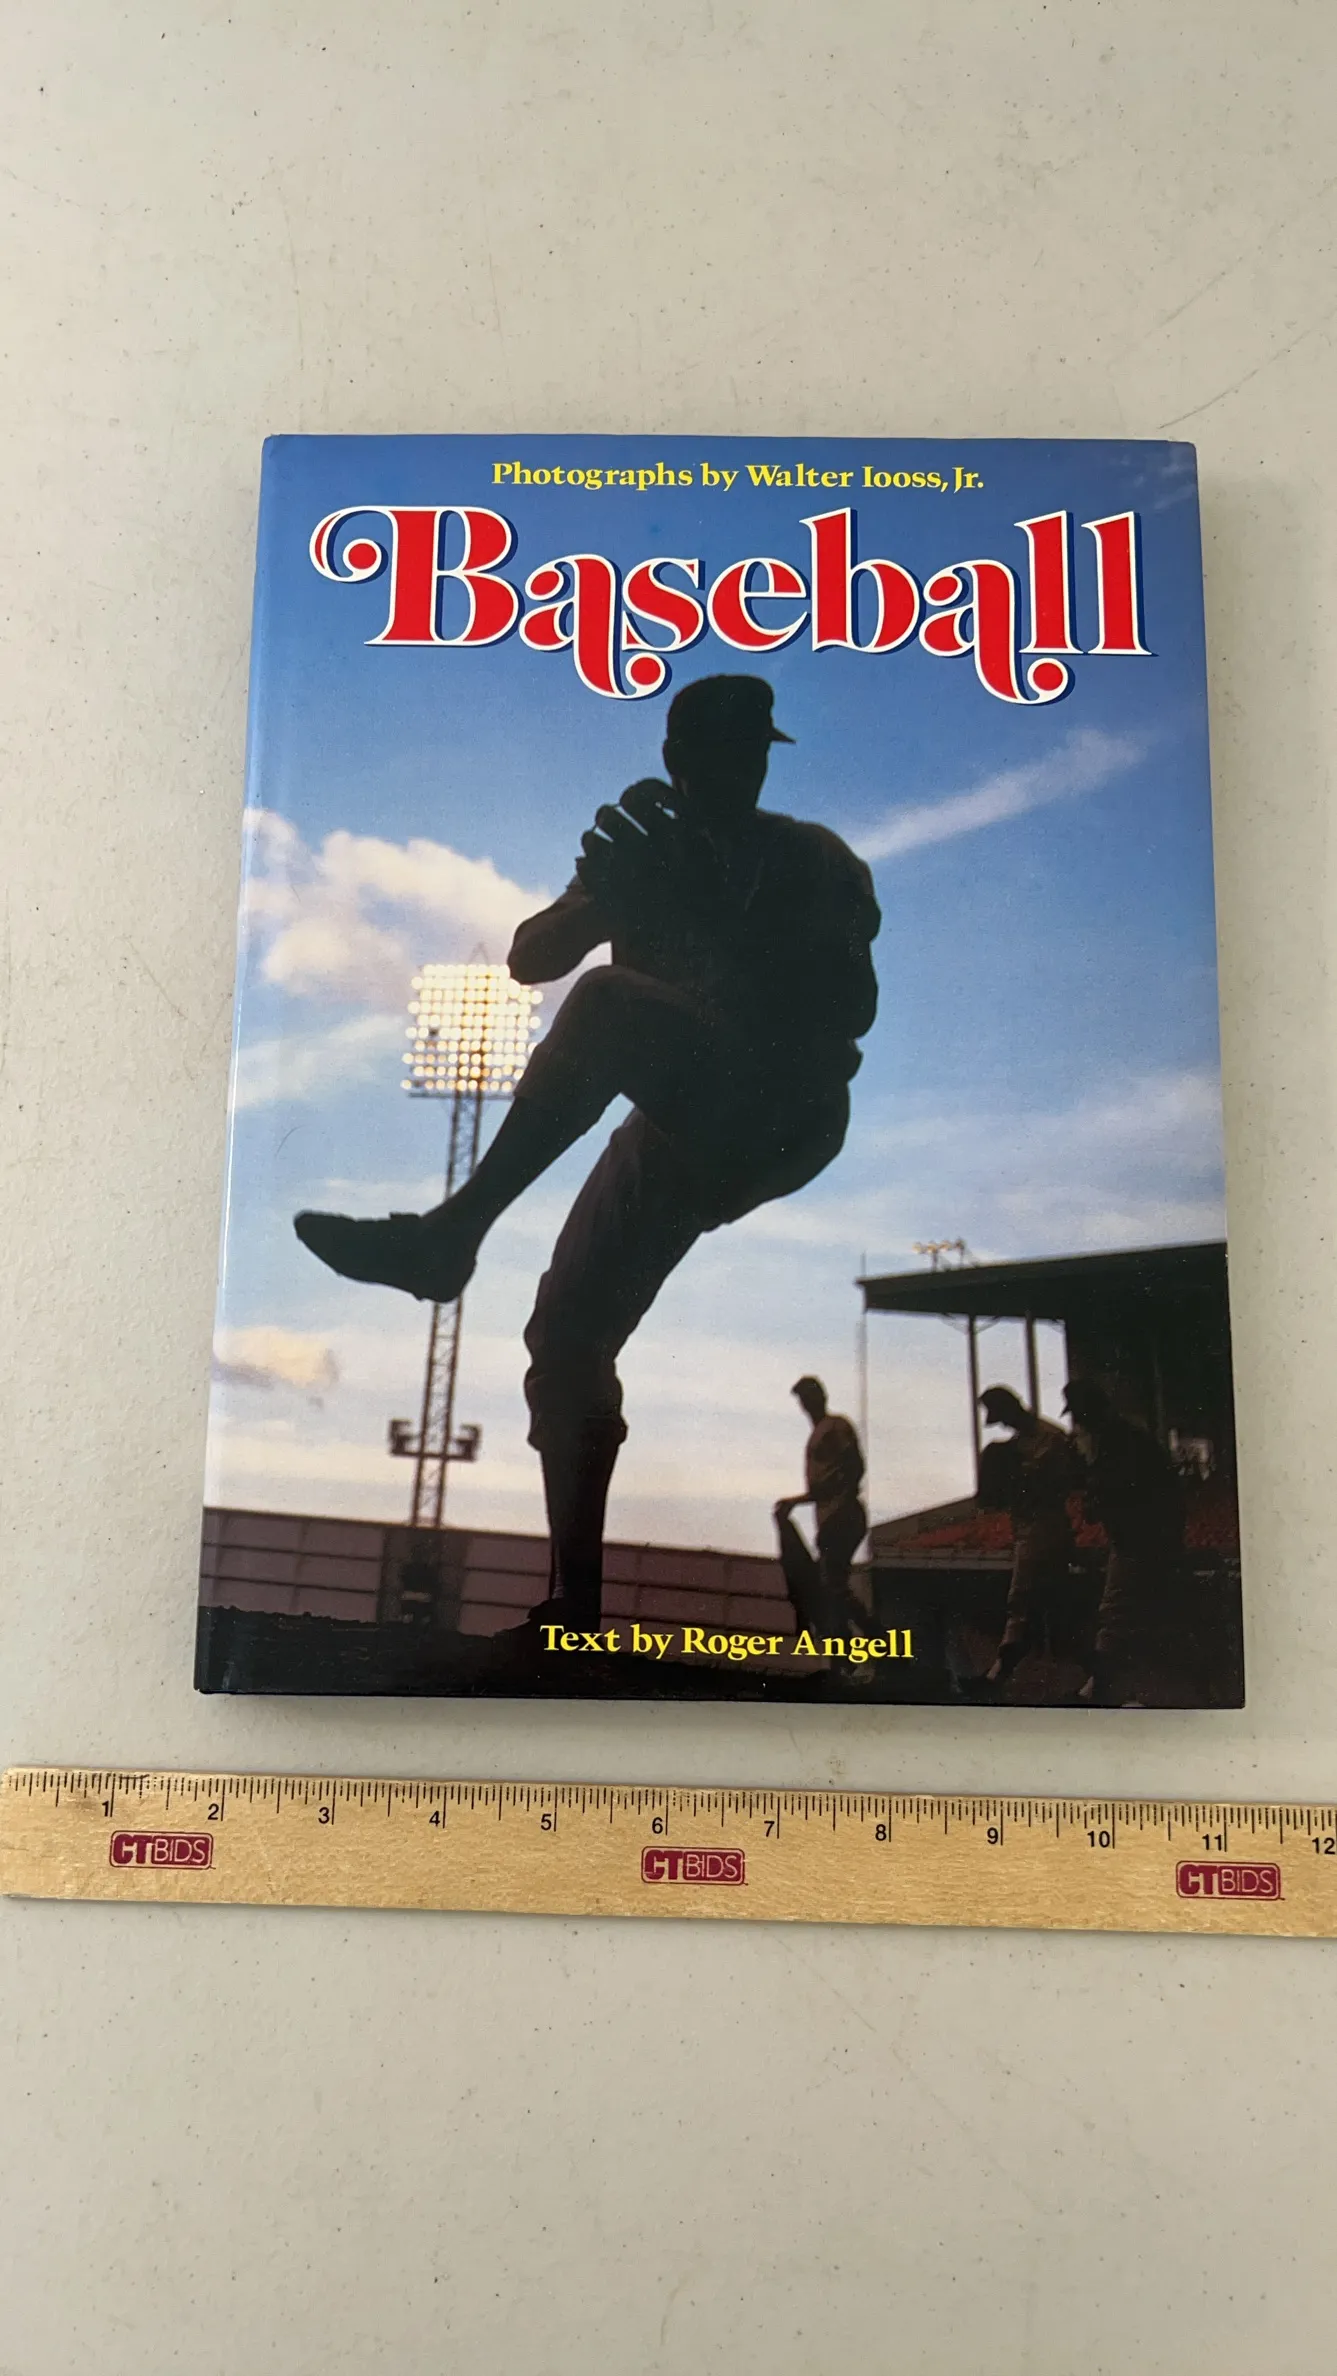 Photographs by Walter Iooss, Jr.
Baseball
Text by Roger Angell
1 2 3 4 5 6 7 8 9 10 11 12
CTBIDS CTBIDS CTBIDS